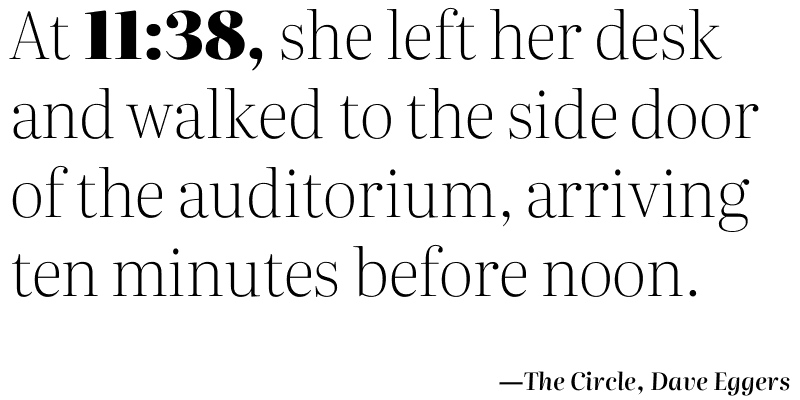 At 11:38, she left her desk
and walked to the side door
of the auditorium, arriving
ten minutes before noon.
—The Circle, Dave Eggers